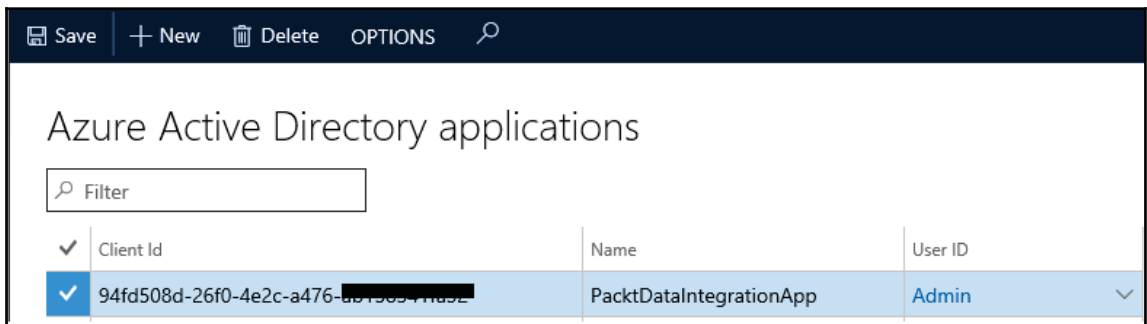 Save New Delete OPTIONS
Azure Active Directory applications
Filter
Client Id Name User ID
94fd508d-26f0-4e2c-a476- PacktDataIntegrationApp Admin